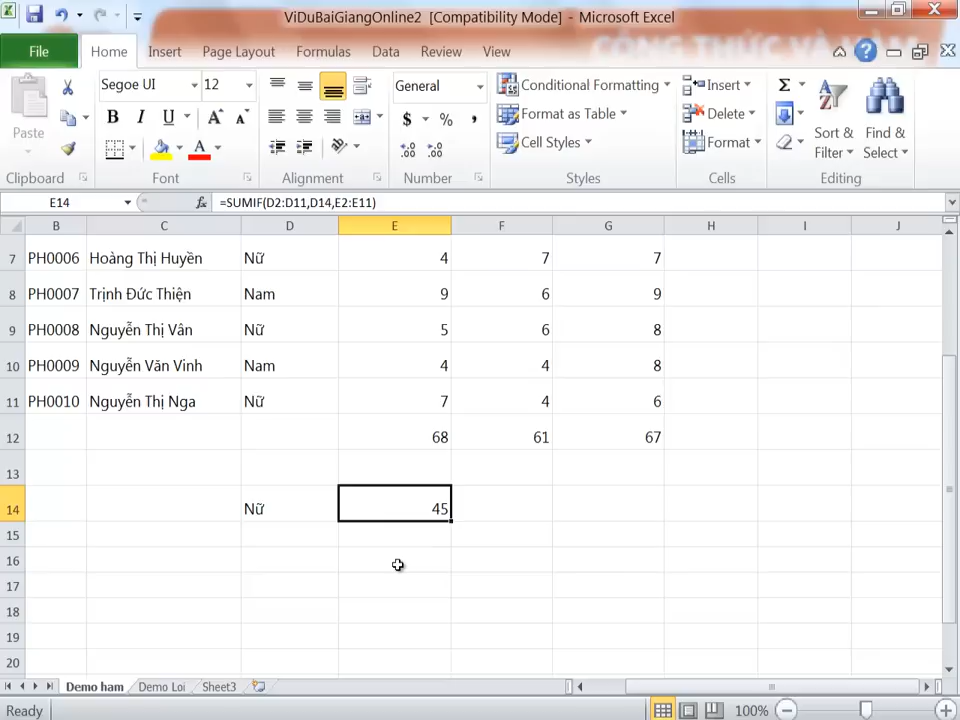 ViDuBaiGiangOnline2 [Compatibility Mode] - Microsoft Excel
CÔNG THỨC VÀ HÀM
File Home Insert Page Layout Formulas Data Review View
Paste
Clipboard
Segoe UI 12
B I U A A
A
Font
Alignment
General
$ % ,
Number
Conditional Formatting
Format as Table
Cell Styles
Styles
Insert
Delete
Format
Cells
Σ
Sort & Filter
Find & Select
Editing
E14 fx =SUMIF(D2:D11,D14,E2:E11)
B C D E F G H I J
7 PH0006 Hoàng Thị Huyền Nữ 4 7 7
8 PH0007 Trịnh Đức Thiện Nam 9 6 9
9 PH0008 Nguyễn Thị Vân Nữ 5 6 8
10 PH0009 Nguyễn Văn Vinh Nam 4 4 8
11 PH0010 Nguyễn Thị Nga Nữ 7 4 6
12 68 61 67
13
14 Nữ 45
15
16
17
18
19
20
Demo ham Demo Loi Sheet3
Ready 100%